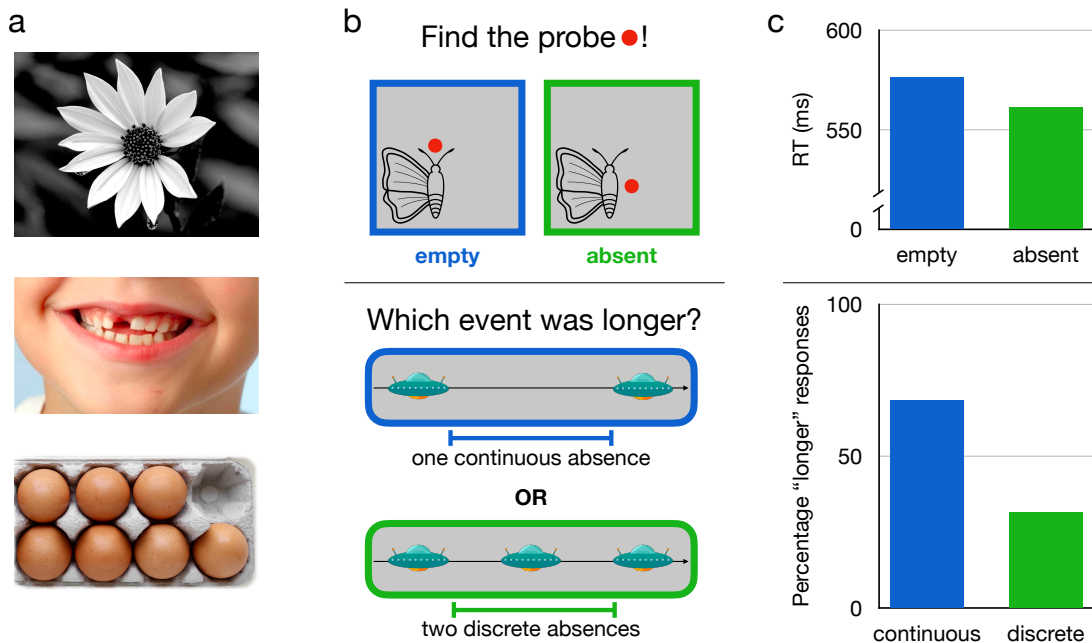 a
b
Find the probe !
empty
absent
Which event was longer?
one continuous absence
OR
two discrete absences
c
600
550
0
RT (ms)
empty
absent
100
50
0
Percentage “longer” responses
continuous
discrete